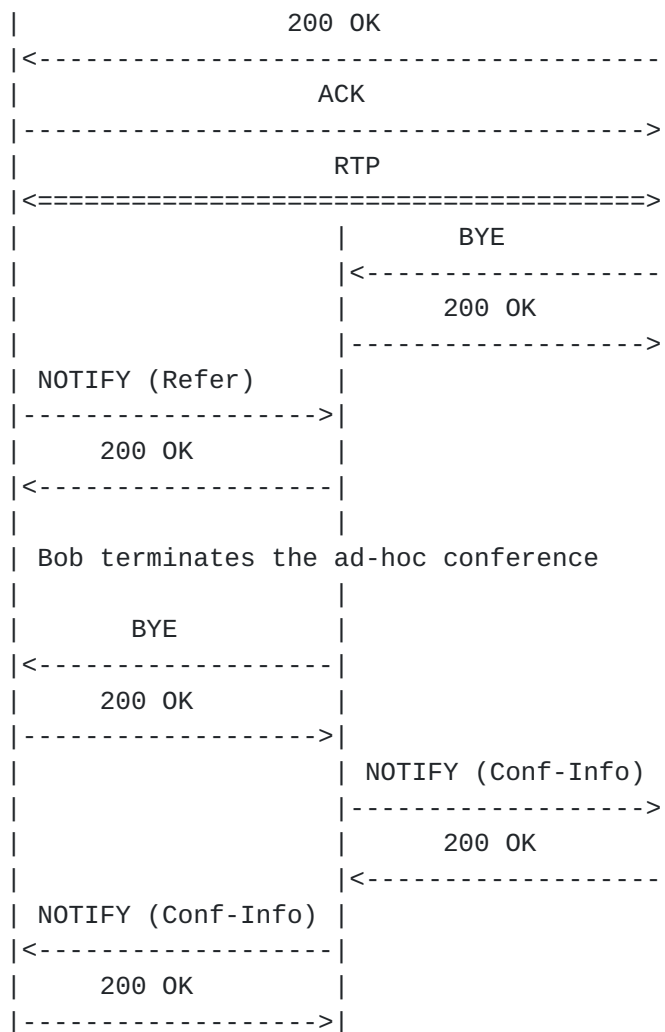 |                 200 OK
|<----------------------------------------
|                   ACK
|---------------------------------------->
|                    RTP
|<=======================================>
|                    |       BYE
|                    |<-------------------
|                    |      200 OK
|                    |------------------->
| NOTIFY (Refer)     |
|------------------->|
|     200 OK         |
|<-------------------|
|                    |
| Bob terminates the ad-hoc conference
|                    |
|       BYE          |
|<-------------------|
|     200 OK         |
|------------------->|
|                    | NOTIFY (Conf-Info)
|                    |------------------->
|                    |      200 OK
|                    |<-------------------
| NOTIFY (Conf-Info) |
|<-------------------|
|     200 OK         |
|------------------->|